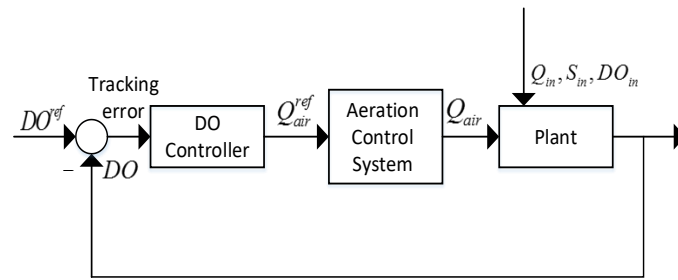 Q_in, S_in, DO_in
Tracking
error
DO^ref
DO
Controller
Q_air^ref
Aeration
Control
System
Q_air
Plant
− DO